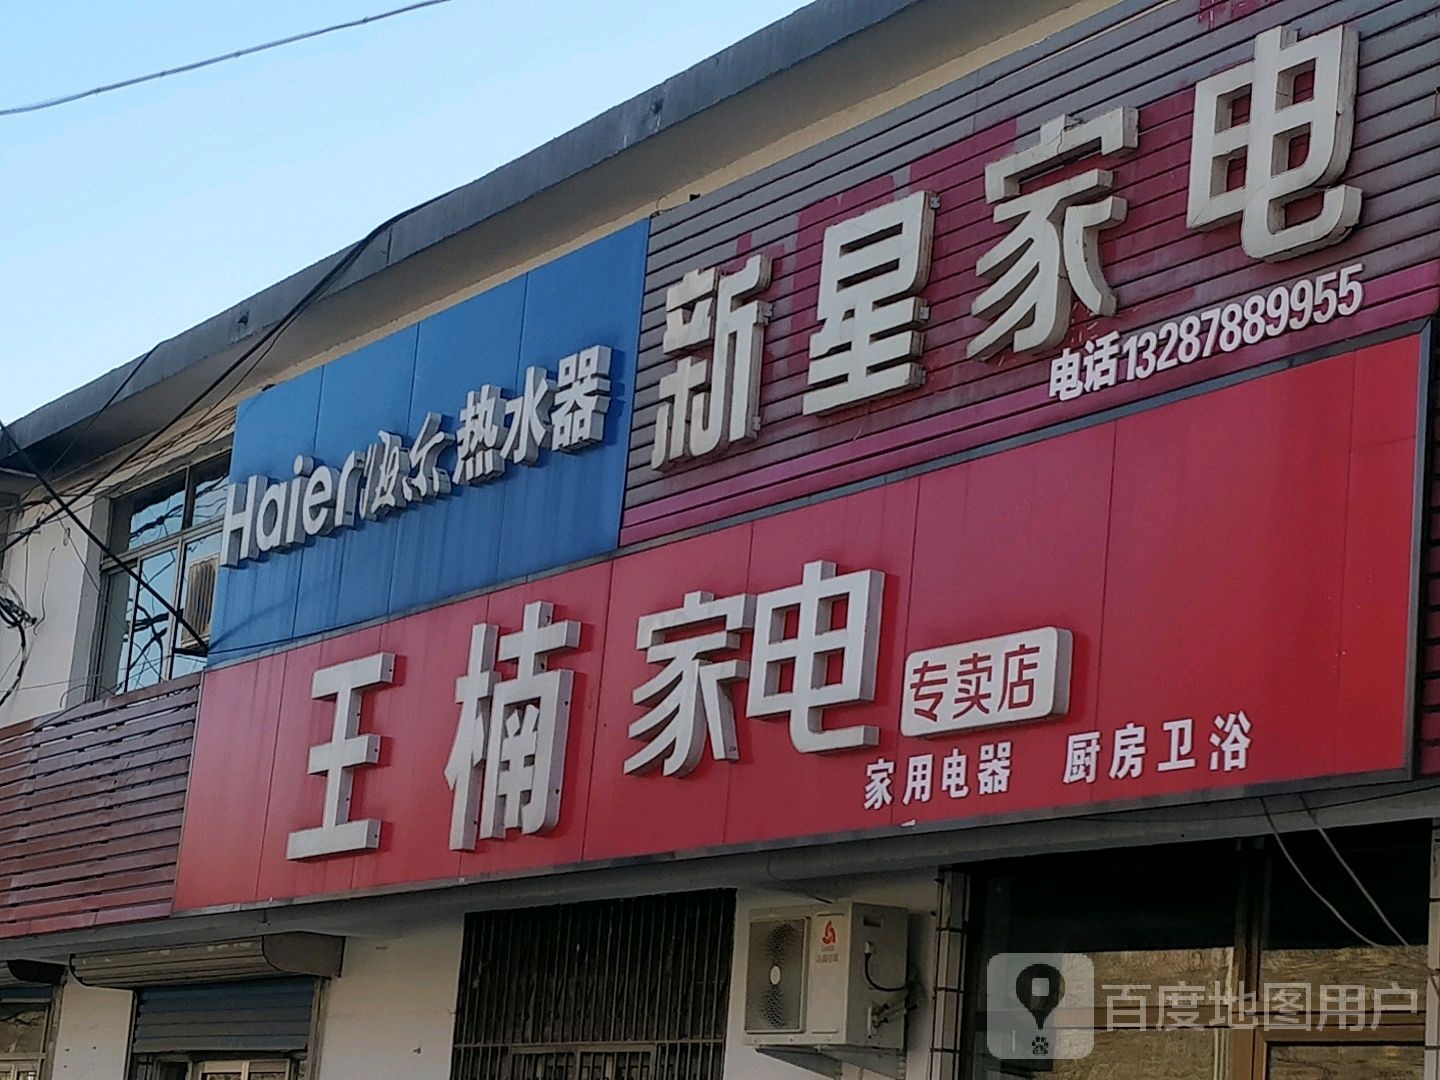 新星家电
电话13287889955
Haier海尔热水器
王楠家电专卖店
家用电器 厨房卫浴
百度地图用户